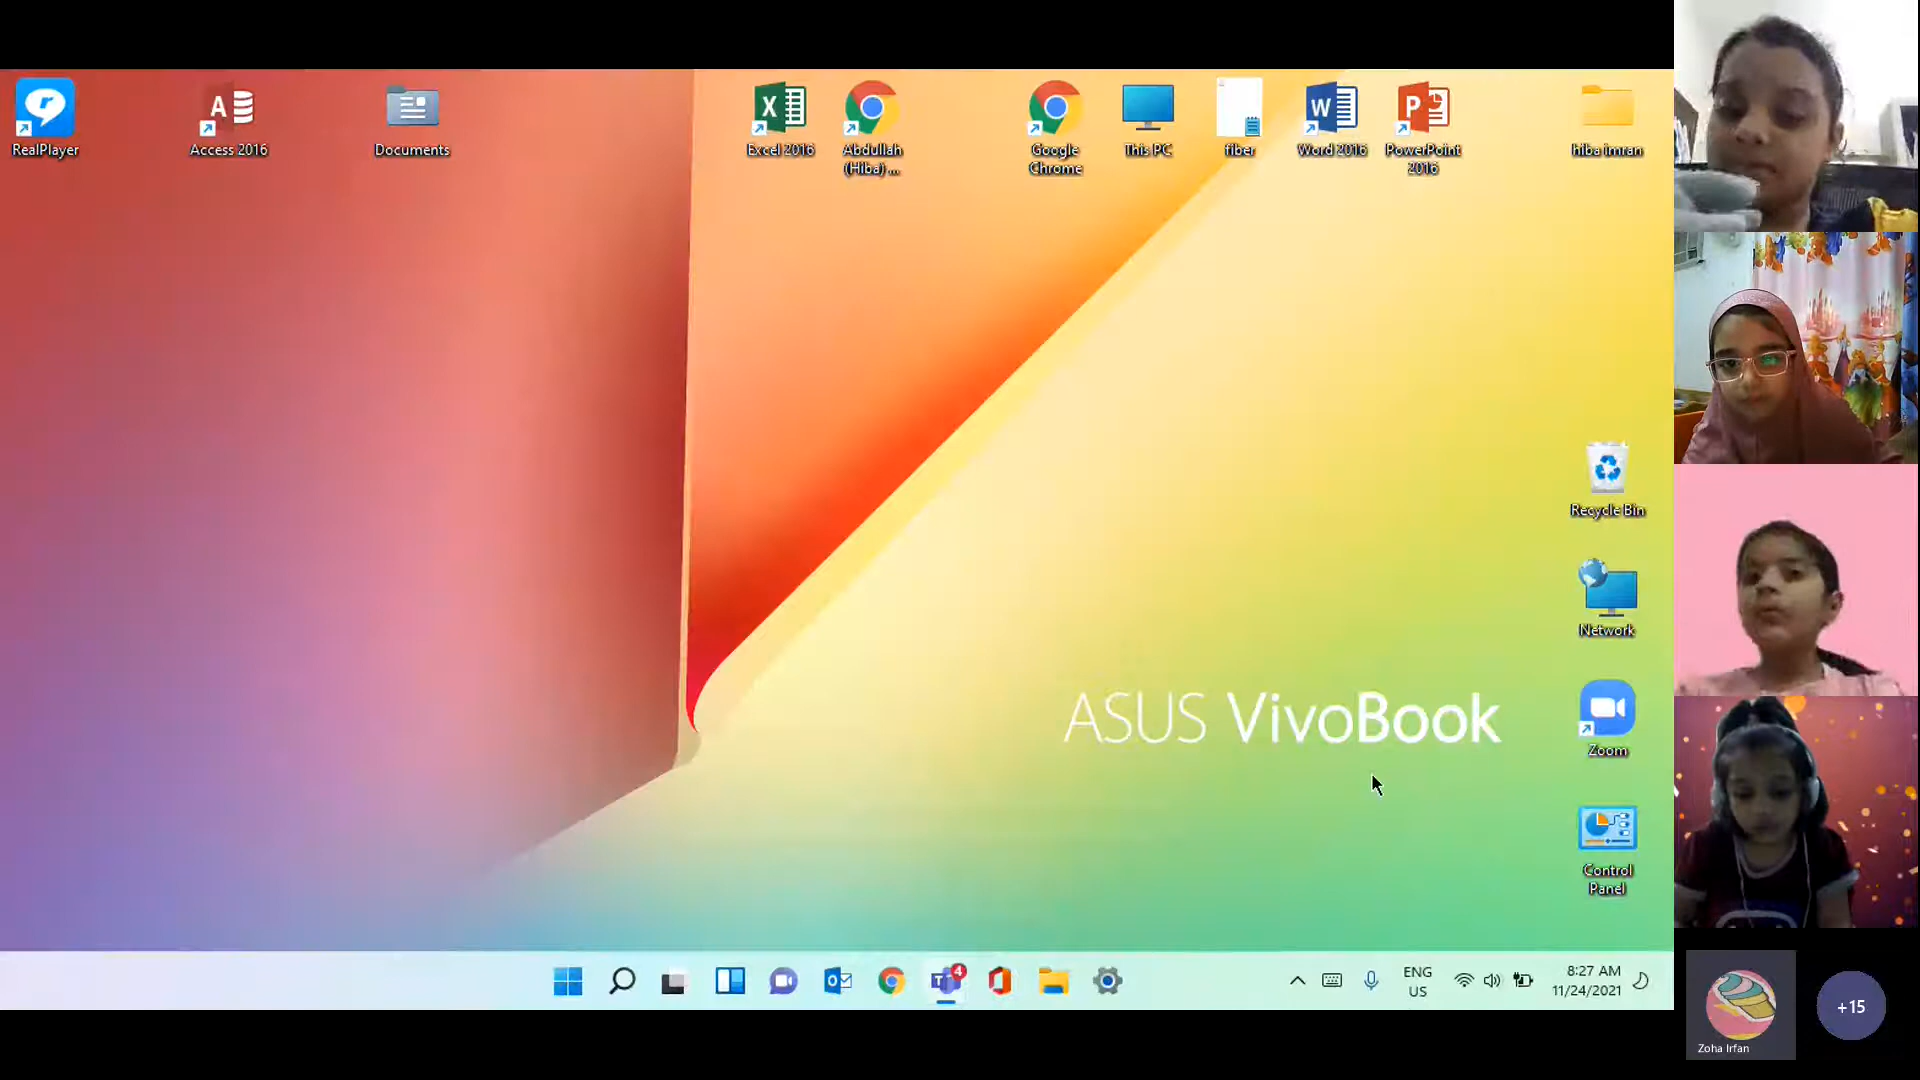 RealPlayer
Access 2016
Documents
Excel 2016
Abdullah
(Hiba) ...
Google
Chrome
This PC
fiber
Word 2016
PowerPoint
2016
hiba imran
Recycle Bin
Network
ASUS VivoBook
Zoom
Control
Panel
4
ENG
US
8:27 AM
11/24/2021
Zoha Irfan
+15